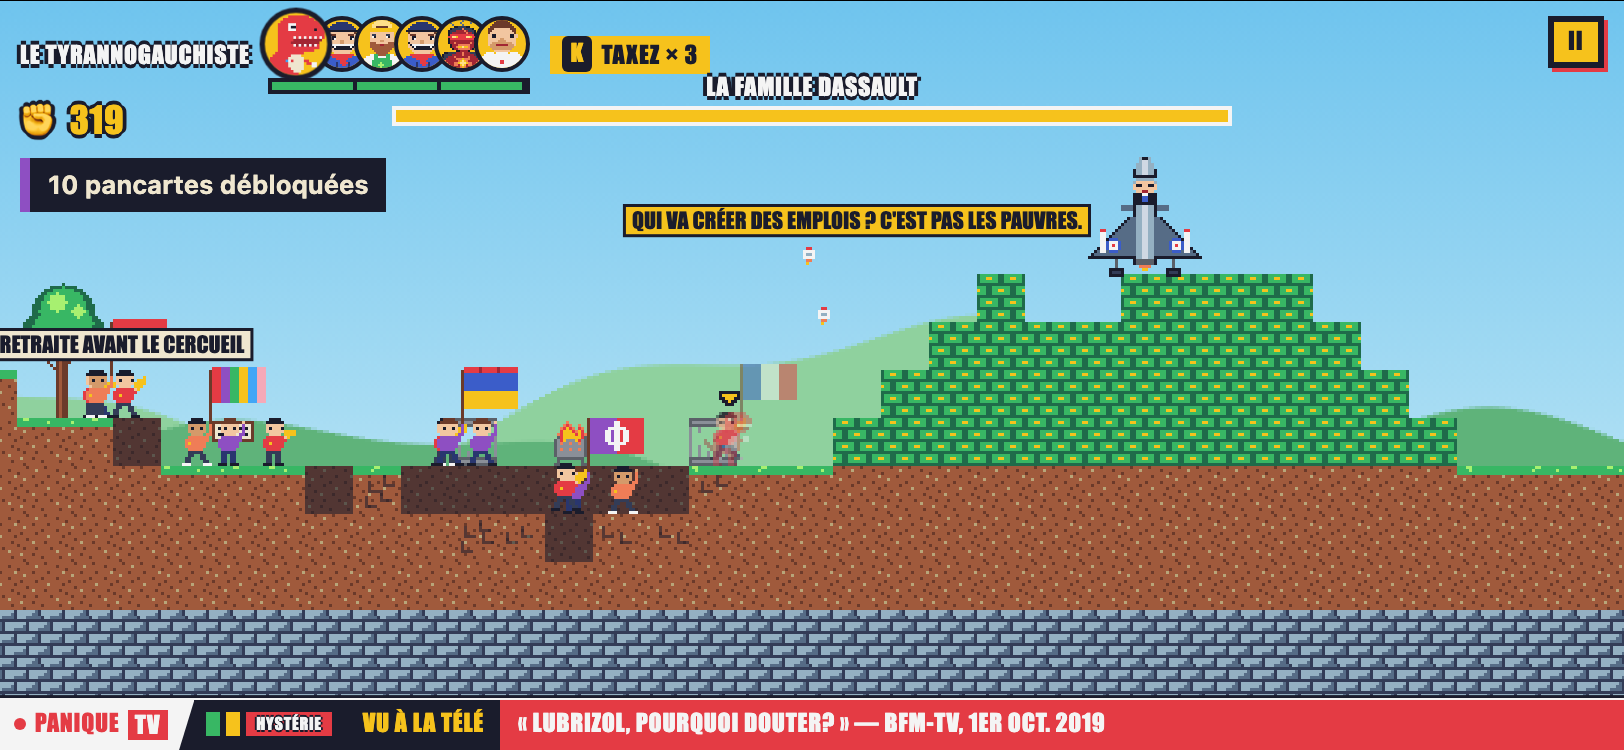 LE TYRANNOGAUCHISTE
K TAXEZ × 3
LA FAMILLE DASSAULT
319
10 pancartes débloquées
QUI VA CRÉER DES EMPLOIS ? C'EST PAS LES PAUVRES.
RETRAITE AVANT LE CERCUEIL
PANIQUE TV
HYSTÉRIE
VU À LA TÉLÉ
« LUBRIZOL, POURQUOI DOUTER? » — BFM-TV, 1ER OCT. 2019